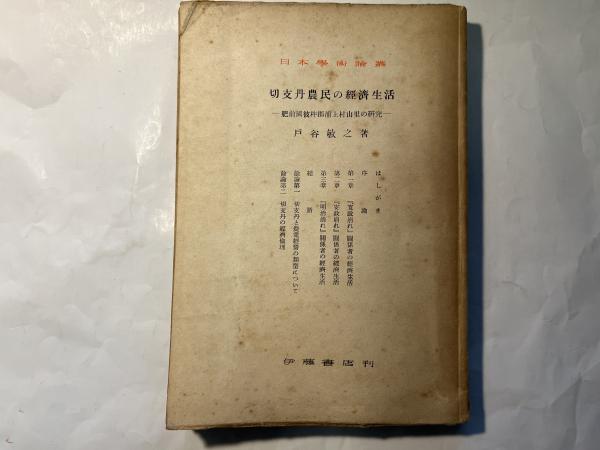 日本學術論叢
切支丹農民の經濟生活
―肥前國彼杵郡浦上村山里の研究―
戸谷敏之著
はしがき
序論
第一章 『寬政崩れ』關係者の經濟生活
第二章 『安政崩れ』關係者の經濟生活
第三章 『明治崩れ』關係者の經濟生活
結語
餘論第一 切支丹と農業經營の類型について
餘論第二 切支丹の經濟倫理
伊藤書店刊